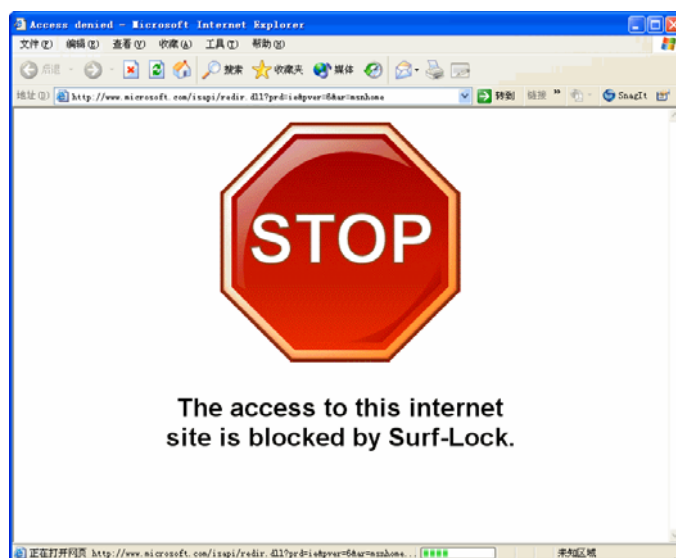 Access denied - Microsoft Internet Explorer
文件(F) 编辑(E) 查看(V) 收藏(A) 工具(T) 帮助(H)
后退 搜索 收藏夹 媒体
地址(D) http://www.microsoft.com/isapi/redir.dll?prd=ie&pver=6&ar=msnhome 转到 链接 » SnagIt
STOP
The access to this internet
site is blocked by Surf-Lock.
正在打开网页 http://www.microsoft.com/isapi/redir.dll?prd=ie&pver=6&ar=msnhome... 未知区域